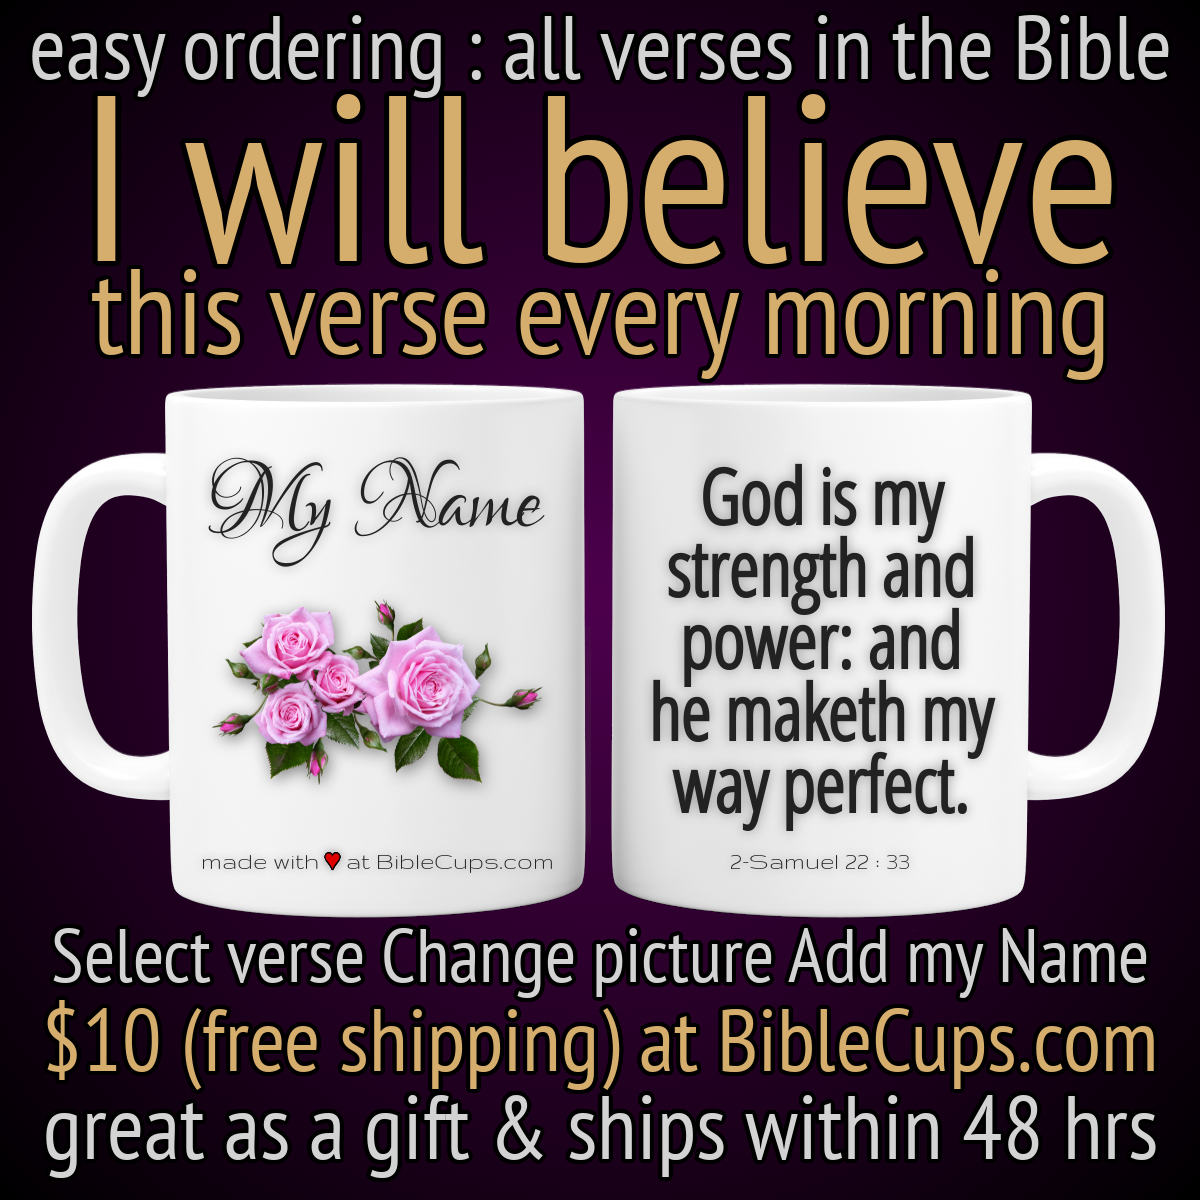 easy ordering : all verses in the Bible
I will believe
this verse every morning
My Name
made with ❤ at BibleCups.com
God is my
strength and
power: and
he maketh my
way perfect.
2-Samuel 22 : 33
Select verse Change picture Add my Name
$10 (free shipping) at BibleCups.com
great as a gift & ships within 48 hrs